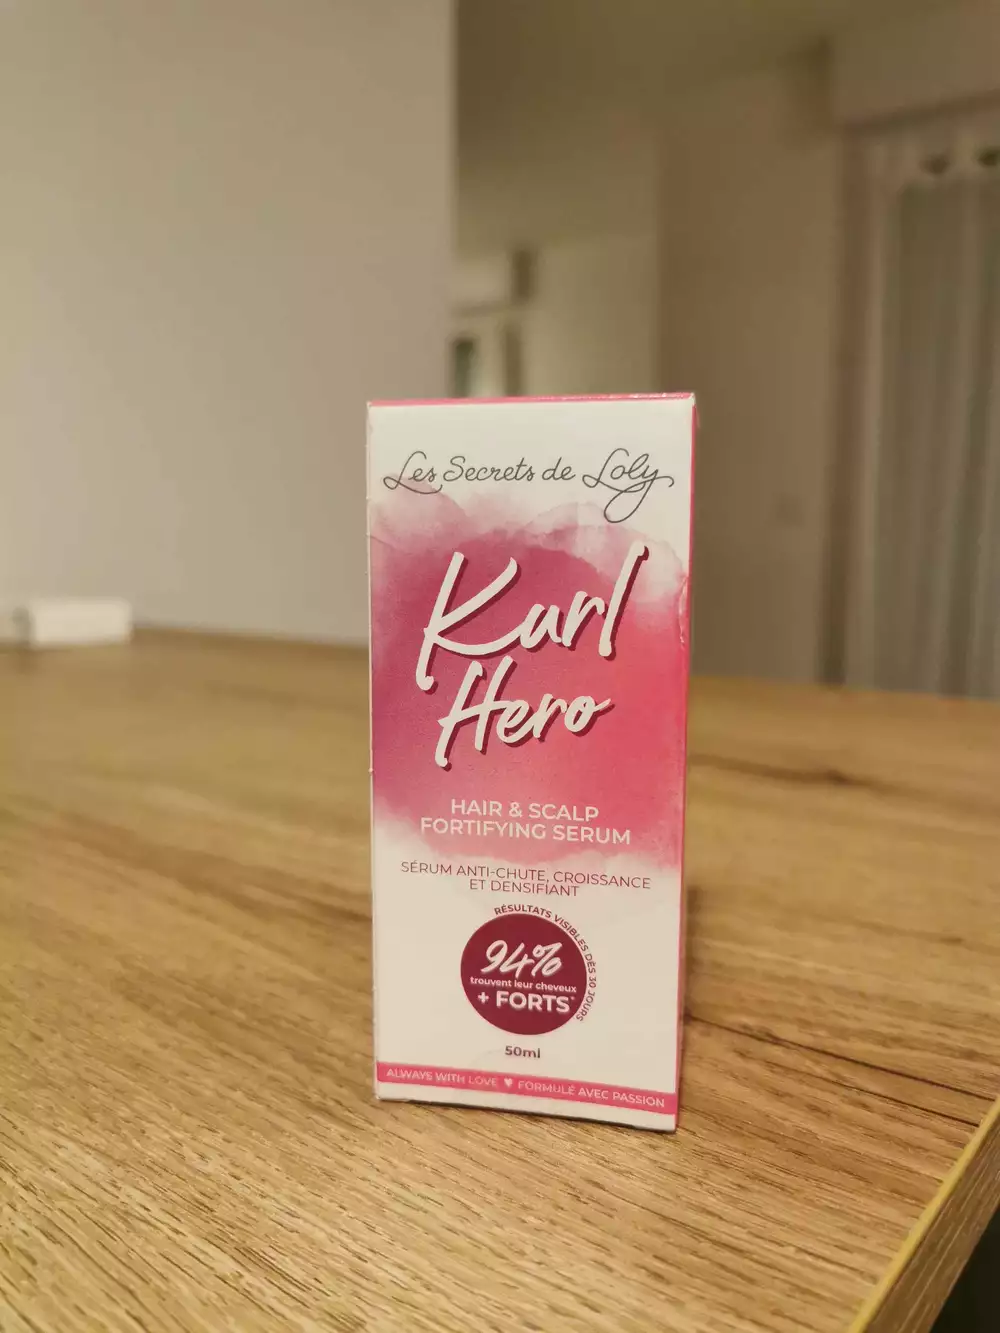 Les Secrets de Loly
Kurl
Hero
HAIR & SCALP
FORTIFYING SERUM
SÉRUM ANTI-CHUTE, CROISSANCE
ET DENSIFIANT
RÉSULTATS VISIBLES DÈS 30 JOURS
94%
trouvent leur cheveux
+ FORTS*
50ml
ALWAYS WITH LOVE ♥ FORMULÉ AVEC PASSION